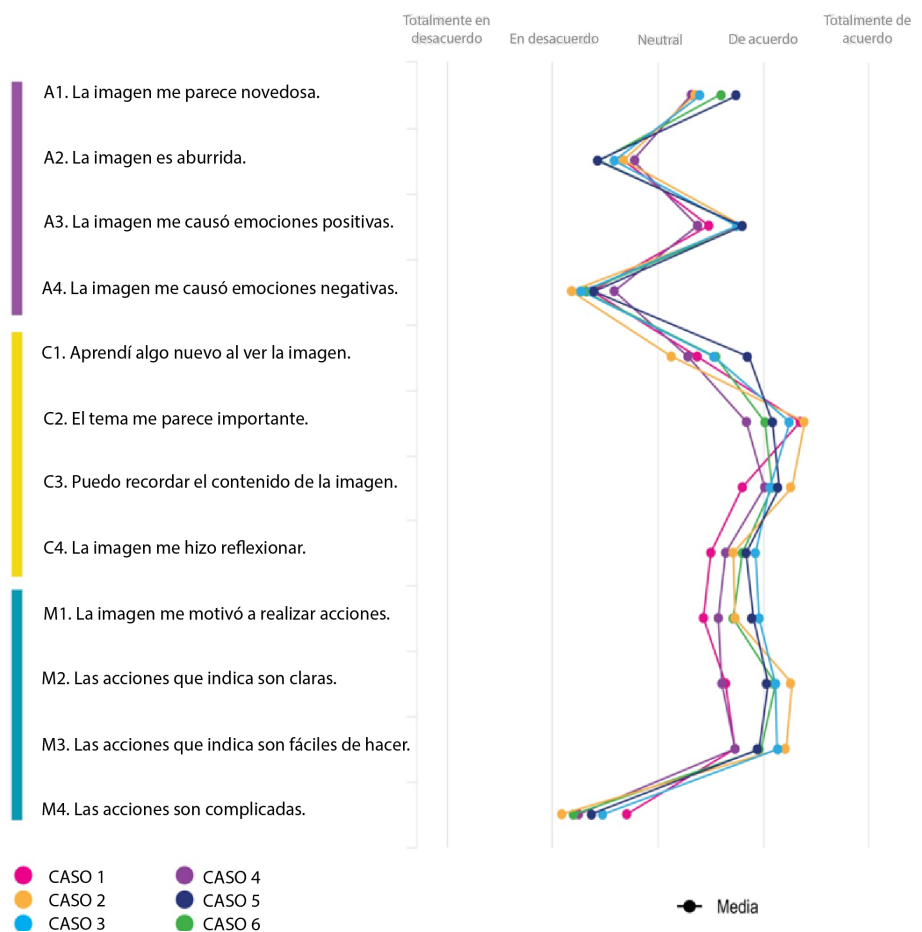 Totalmente en desacuerdo
En desacuerdo
Neutral
De acuerdo
Totalmente de acuerdo
A1. La imagen me parece novedosa.
A2. La imagen es aburrida.
A3. La imagen me causó emociones positivas.
A4. La imagen me causó emociones negativas.
C1. Aprendí algo nuevo al ver la imagen.
C2. El tema me parece importante.
C3. Puedo recordar el contenido de la imagen.
C4. La imagen me hizo reflexionar.
M1. La imagen me motivó a realizar acciones.
M2. Las acciones que indica son claras.
M3. Las acciones que indica son fáciles de hacer.
M4. Las acciones son complicadas.
CASO 1
CASO 2
CASO 3
CASO 4
CASO 5
CASO 6
Media